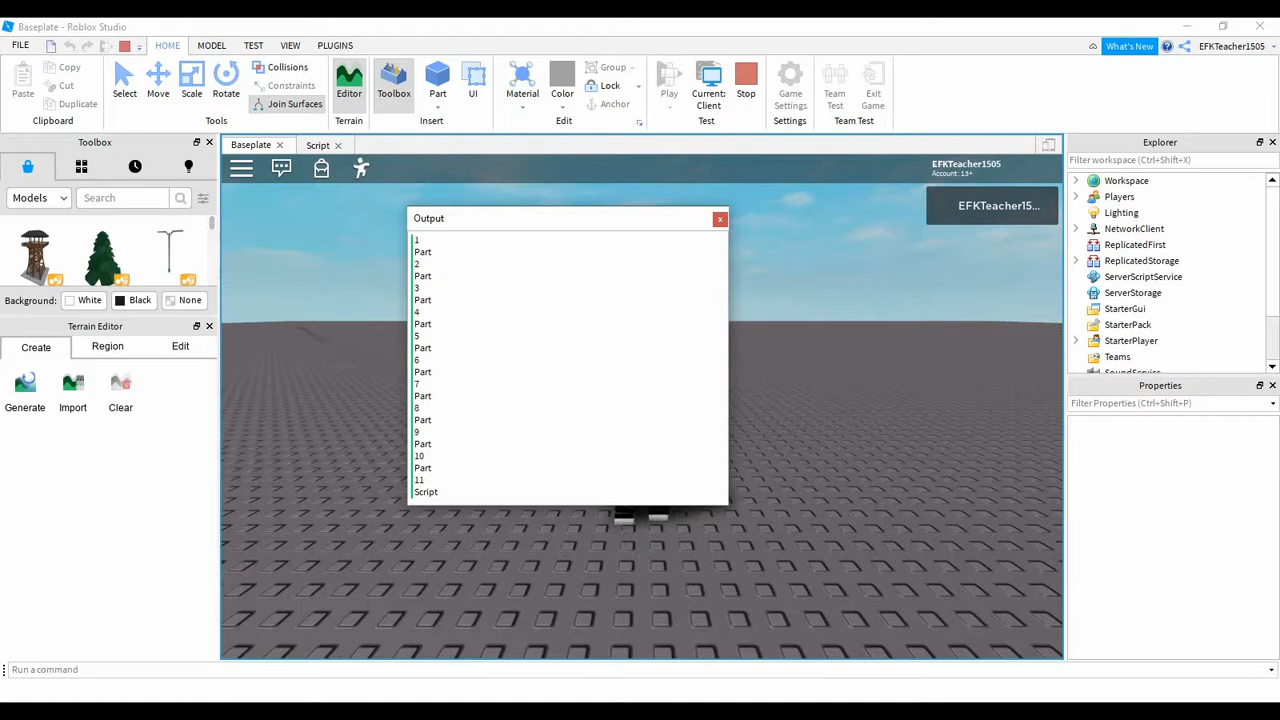 Baseplate - Roblox Studio
FILE HOME MODEL TEST VIEW PLUGINS What's New EFKTeacher1505
Paste Copy Cut Duplicate Clipboard
Select Move Scale Rotate Collisions Constraints Join Surfaces Tools
Editor Terrain
Toolbox Part UI Insert
Material Color Group Lock Anchor Edit
Play Current: Client Stop Test
Game Settings Settings
Team Test Exit Game Team Test
Toolbox
Models Search
Background: White Black None
Terrain Editor
Create Region Edit
Generate Import Clear
Baseplate Script
EFKTeacher1505
Account: 13+
EFKTeacher15...
Output
1
Part
2
Part
3
Part
4
Part
5
Part
6
Part
7
Part
8
Part
9
Part
10
Part
11
Script
Explorer
Filter workspace (Ctrl+Shift+X)
Workspace
Players
Lighting
NetworkClient
ReplicatedFirst
ReplicatedStorage
ServerScriptService
ServerStorage
StarterGui
StarterPack
StarterPlayer
Teams
SoundService
Properties
Filter Properties (Ctrl+Shift+P)
Run a command